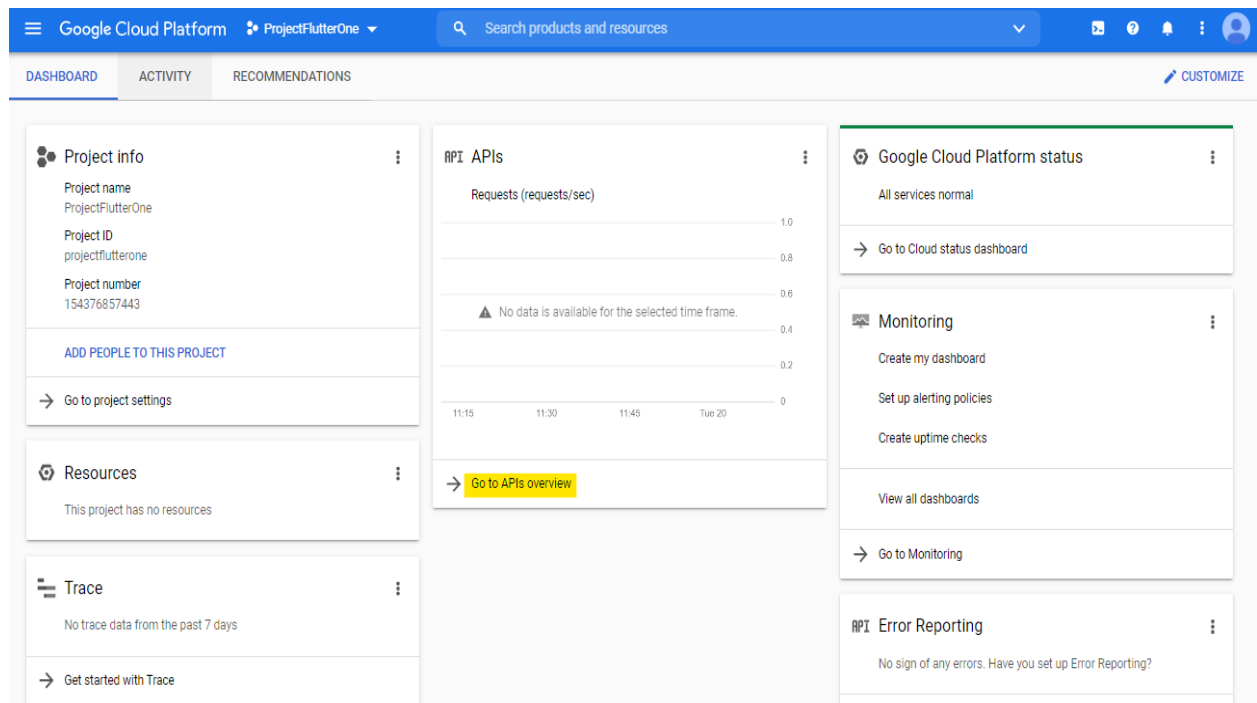 Google Cloud Platform
ProjectFlutterOne
Search products and resources
DASHBOARD
ACTIVITY
RECOMMENDATIONS
CUSTOMIZE
Project info
Project name
ProjectFlutterOne
Project ID
projectflutterone
Project number
154376857443
ADD PEOPLE TO THIS PROJECT
Go to project settings
Resources
This project has no resources
Trace
No trace data from the past 7 days
Get started with Trace
API APIs
Requests (requests/sec)
1.0
0.8
0.6
No data is available for the selected time frame.
0.4
0.2
0
11:15 11:30 11:45 Tue 20
Go to APIs overview
Google Cloud Platform status
All services normal
Go to Cloud status dashboard
Monitoring
Create my dashboard
Set up alerting policies
Create uptime checks
View all dashboards
Go to Monitoring
API Error Reporting
No sign of any errors. Have you set up Error Reporting?